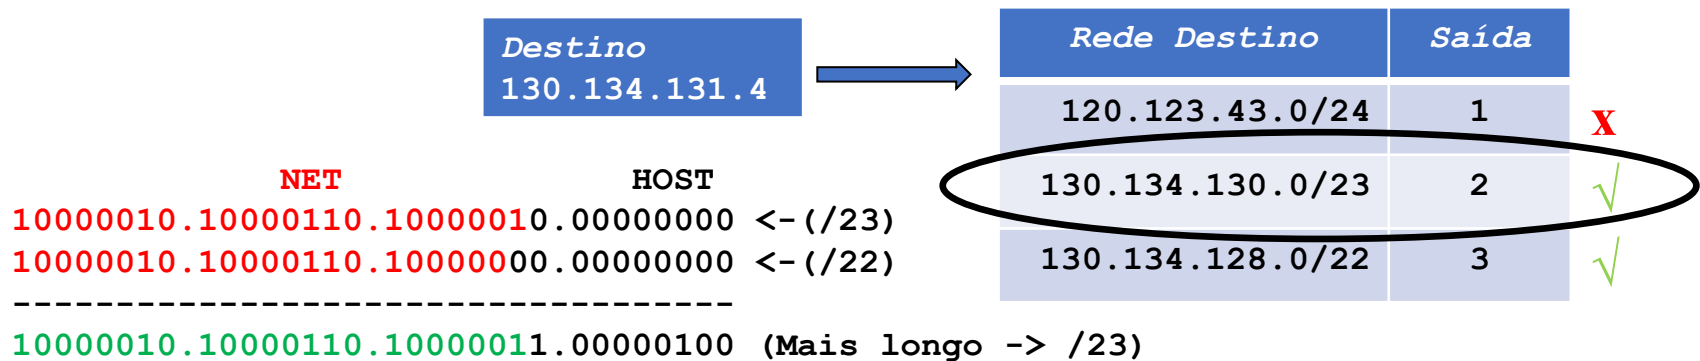 Destino
130.134.131.4
Rede Destino Saída
120.123.43.0/24 1 x
130.134.130.0/23 2 √
130.134.128.0/22 3 √
NET HOST
10000010.10000110.10000010.00000000 <-(/23)
10000010.10000110.10000000.00000000 <-(/22)
-----------------------------------
10000010.10000110.10000011.00000100 (Mais longo -> /23)